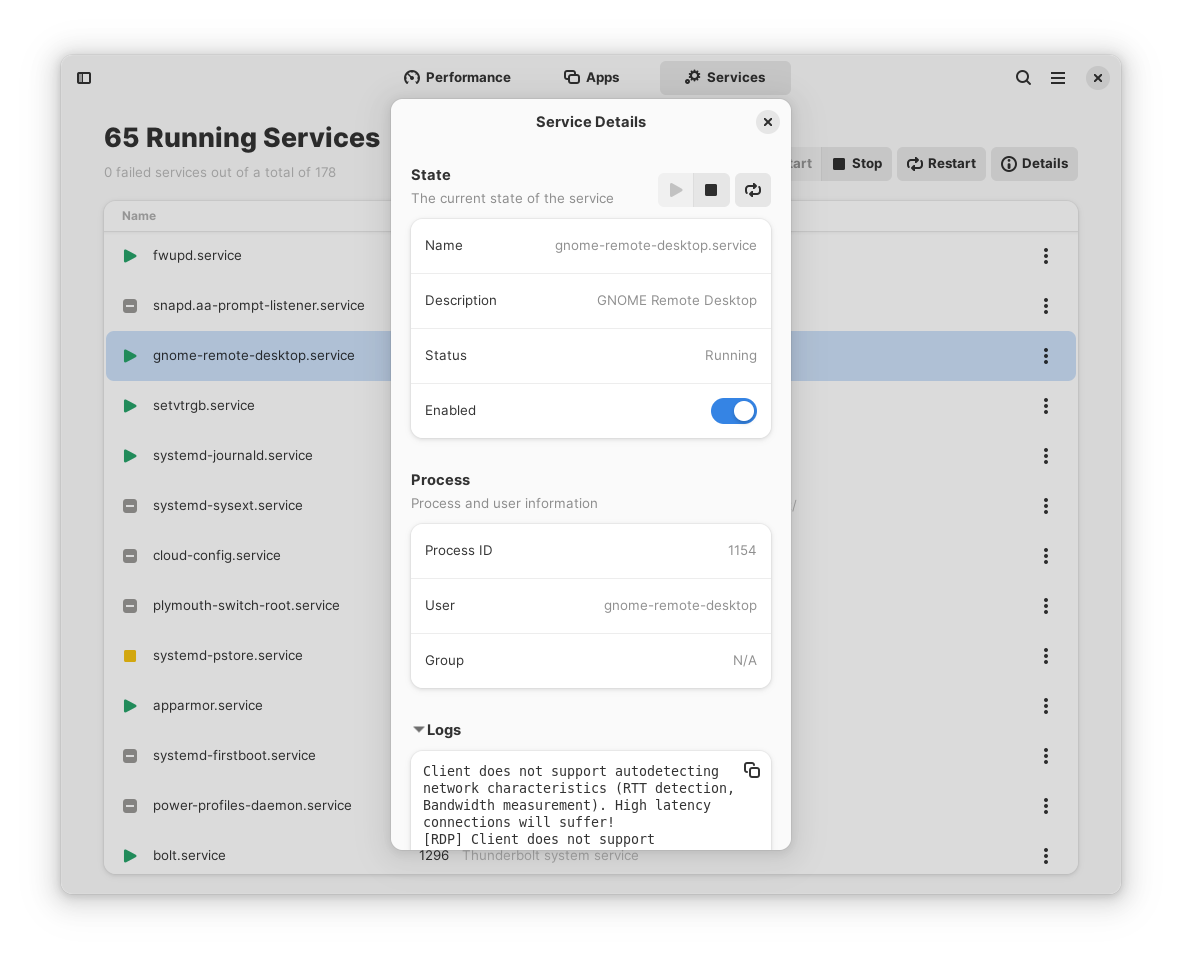 Performance
Apps
Services
65 Running Services
0 failed services out of a total of 178
Stop
Restart
Details
Name
fwupd.service
snapd.aa-prompt-listener.service
gnome-remote-desktop.service
setvtrgb.service
systemd-journald.service
systemd-sysext.service
/
cloud-config.service
plymouth-switch-root.service
systemd-pstore.service
apparmor.service
systemd-firstboot.service
power-profiles-daemon.service
bolt.service
1296 Thunderbolt system service
Service Details
State
The current state of the service
Name gnome-remote-desktop.service
Description GNOME Remote Desktop
Status Running
Enabled
Process
Process and user information
Process ID 1154
User gnome-remote-desktop
Group N/A
Logs
Client does not support autodetecting
network characteristics (RTT detection,
Bandwidth measurement). High latency
connections will suffer!
[RDP] Client does not support